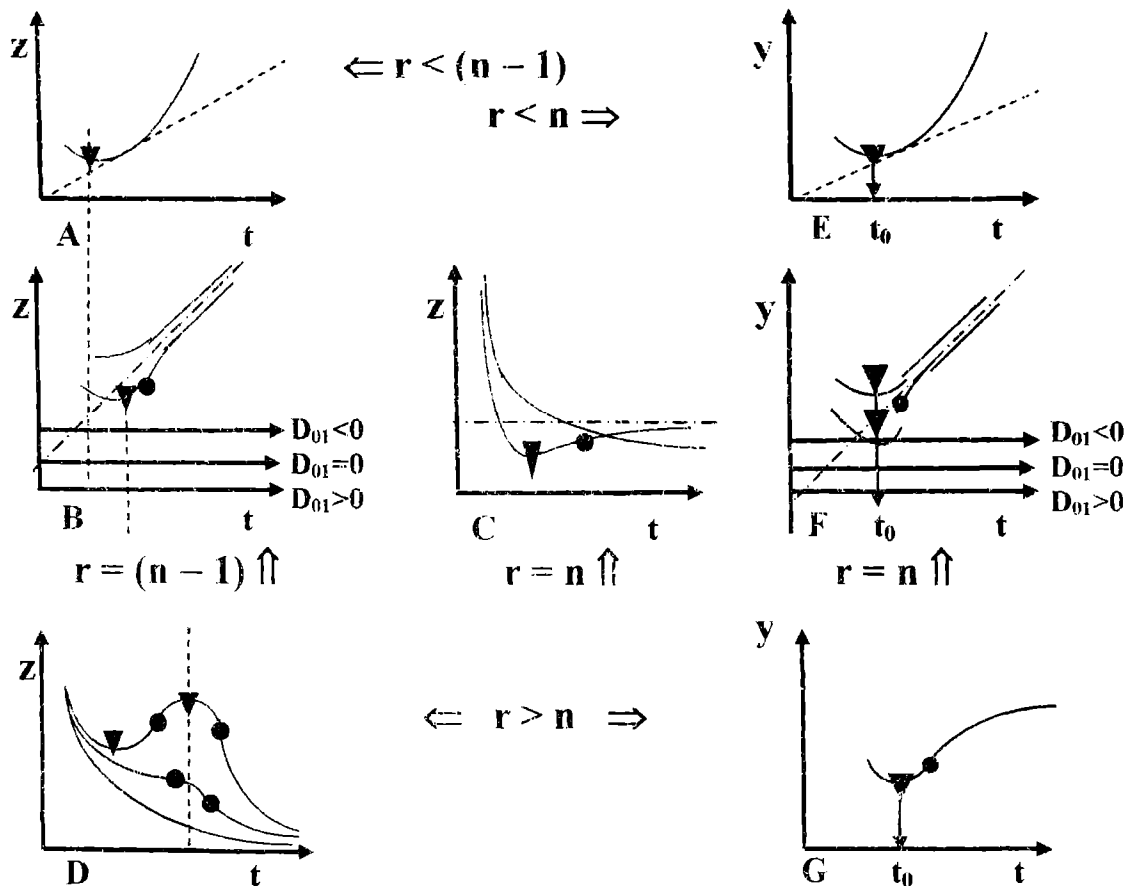 z
y
⇐ r < (n − 1)
r < n ⇒
A
t
E
t₀
t
z
z
y
D₀₁<0
D₀₁=0
D₀₁>0
D₀₁<0
D₀₁=0
D₀₁>0
B
t
C
t
F
t₀
t
r = (n − 1) ⇑
r = n ⇑
r = n ⇑
z
y
⇐ r > n ⇒
D
t
G
t₀
t